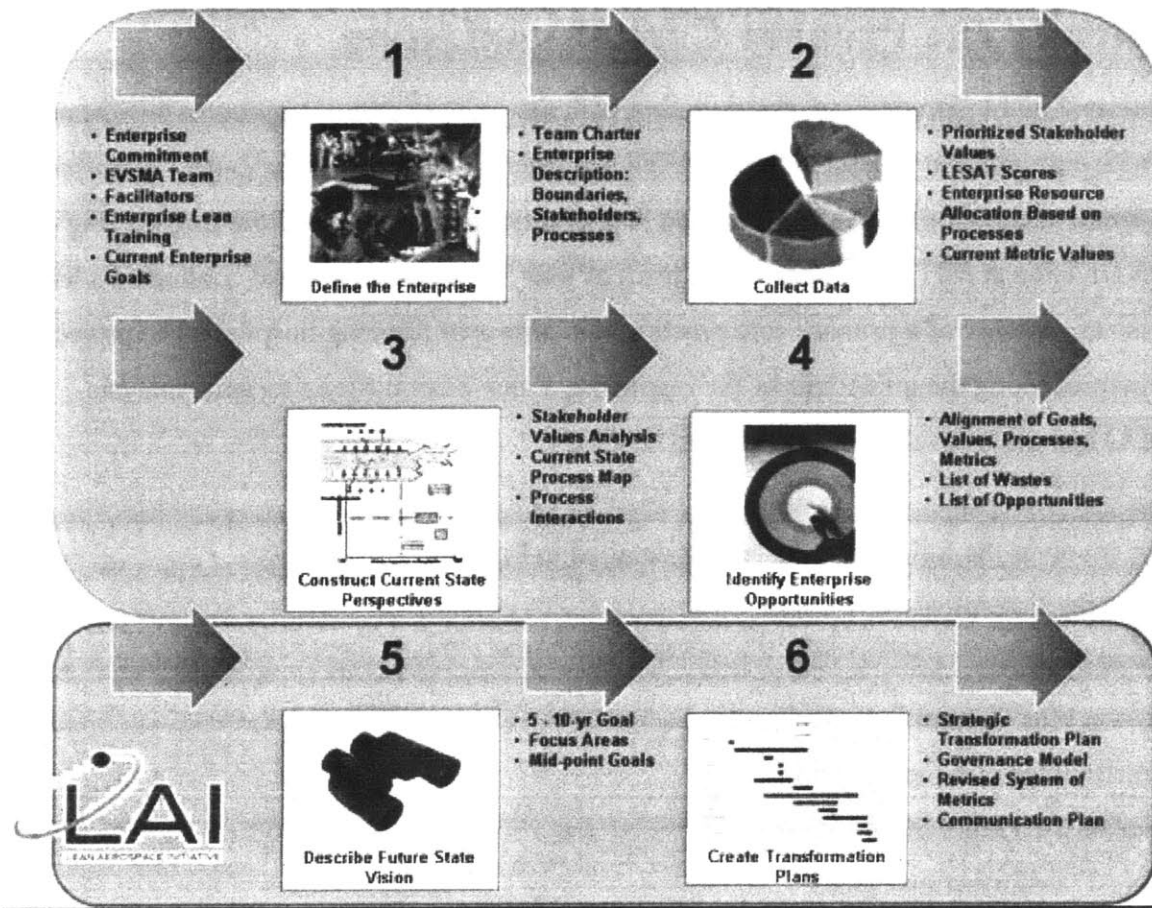 1
2
• Enterprise
Commitment
• EVSMA Team
• Facilitators
• Enterprise Lean
Training
• Current Enterprise
Goals
Define the Enterprise
• Team Charter
• Enterprise
Description:
Boundaries,
Stakeholders,
Processes
Collect Data
• Prioritized Stakeholder
Values
• LESAT Scores
• Enterprise Resource
Allocation Based on
Processes
• Current Metric Values
3
4
Construct Current State
Perspectives
• Stakeholder
Values Analysis
• Current State
Process Map
• Process
Interactions
Identify Enterprise
Opportunities
• Alignment of Goals,
Values, Processes,
Metrics
• List of Wastes
• List of Opportunities
5
6
LAI
LEAN AEROSPACE INITIATIVE
Describe Future State
Vision
• 5 - 10-yr Goal
• Focus Areas
• Mid-point Goals
Create Transformation
Plans
• Strategic
Transformation Plan
• Governance Model
• Revised System of
Metrics
• Communication Plan